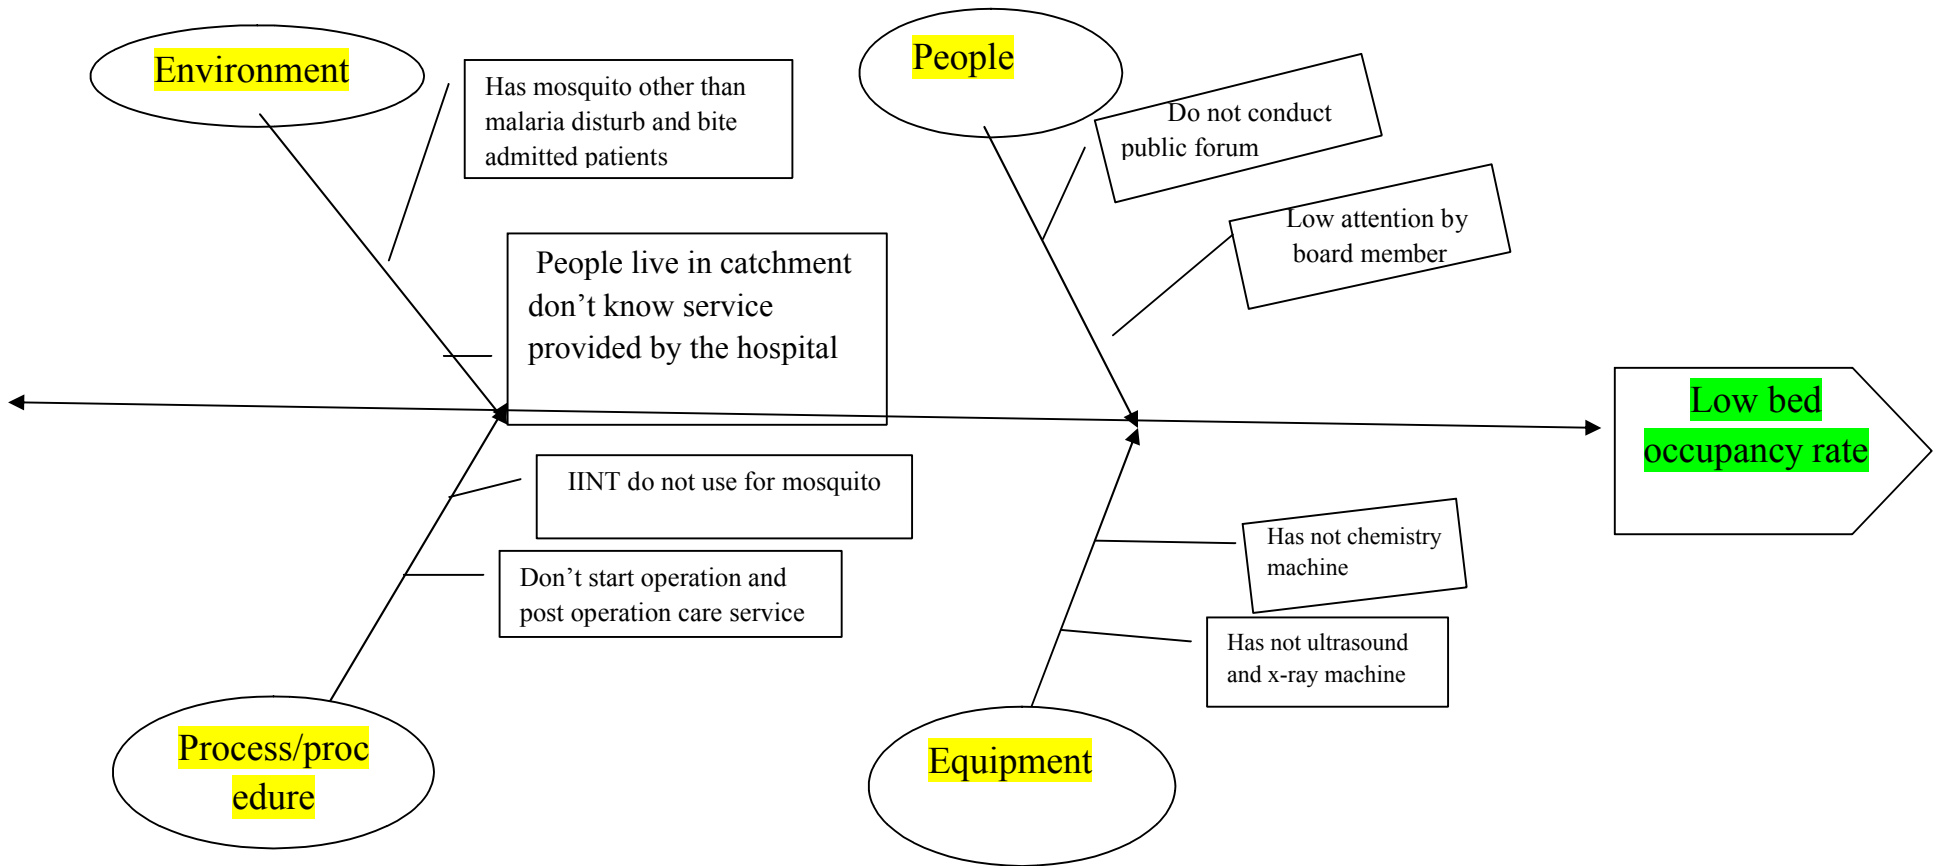 Environment
Has mosquito other than
malaria disturb and bite
admitted patients
People
Do not conduct
public forum
Low attention by
board member
People live in catchment
don’t know service
provided by the hospital
Low bed
occupancy rate
IINT do not use for mosquito
Don’t start operation and
post operation care service
Has not chemistry
machine
Has not ultrasound
and x-ray machine
Process/proc
edure
Equipment